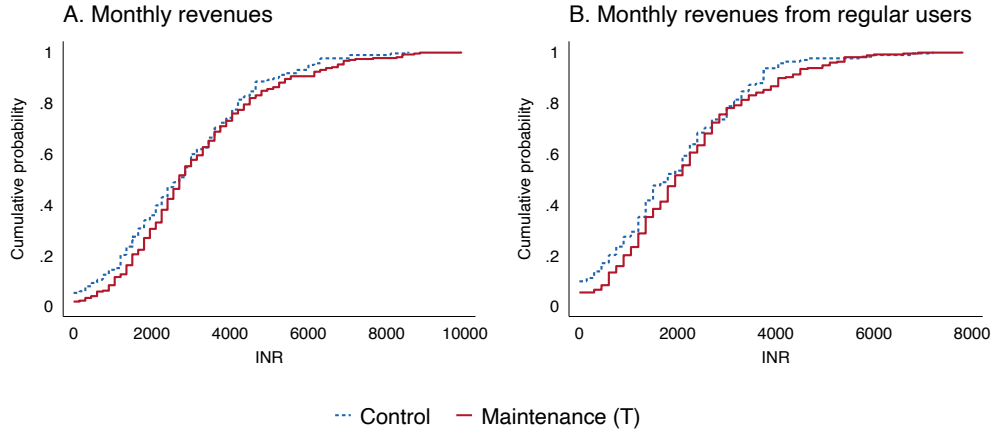 A. Monthly revenues
Cumulative probability
1
.8
.6
.4
.2
0
0 2000 4000 6000 8000 10000
INR
B. Monthly revenues from regular users
Cumulative probability
1
.8
.6
.4
.2
0
0 2000 4000 6000 8000
INR
Control Maintenance (T)